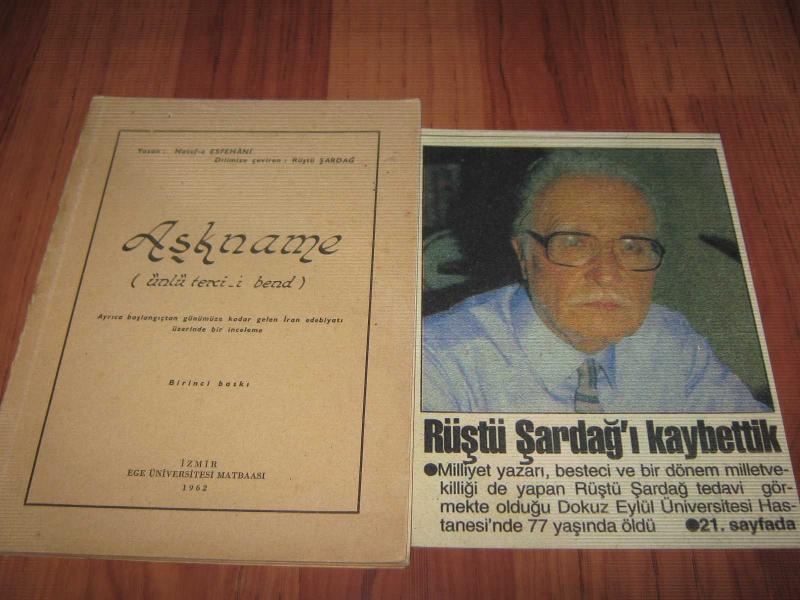 Yazan : Hatef-e ESFEHÂNİ
Dilimize çeviren : Rüştü ŞARDAĞ
Aşkname
( ünlü terci-i bend )
Ayrıca başlangıçtan günümüze kadar gelen İran edebiyatı
üzerinde bir inceleme
Birinci baskı
İZMİR
EGE ÜNİVERSİTESİ MATBAASI
1962
Rüştü Şardağ'ı kaybettik
●Milliyet yazarı, besteci ve bir dönem milletve-
killiği de yapan Rüştü Şardağ tedavi gör-
mekte olduğu Dokuz Eylül Üniversitesi Has-
tanesi'nde 77 yaşında öldü ●21. sayfada